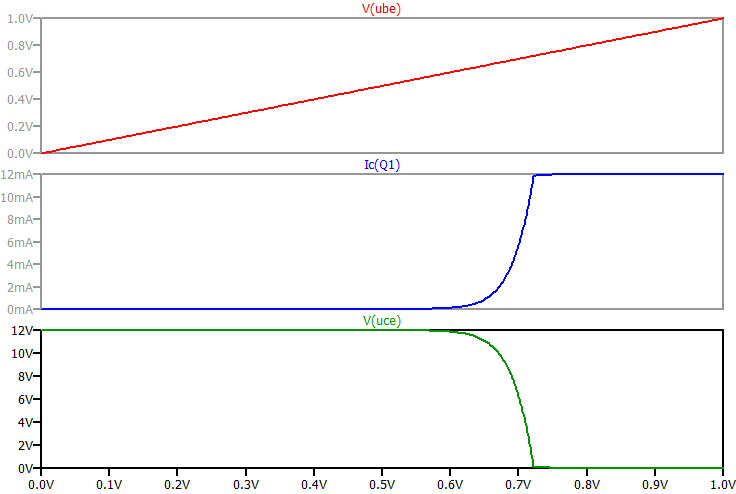 V(ube)
1.0V
0.8V
0.6V
0.4V
0.2V
0.0V
Ic(Q1)
12mA
10mA
8mA
6mA
4mA
2mA
0mA
V(uce)
12V
10V
8V
6V
4V
2V
0V
0.0V 0.1V 0.2V 0.3V 0.4V 0.5V 0.6V 0.7V 0.8V 0.9V 1.0V